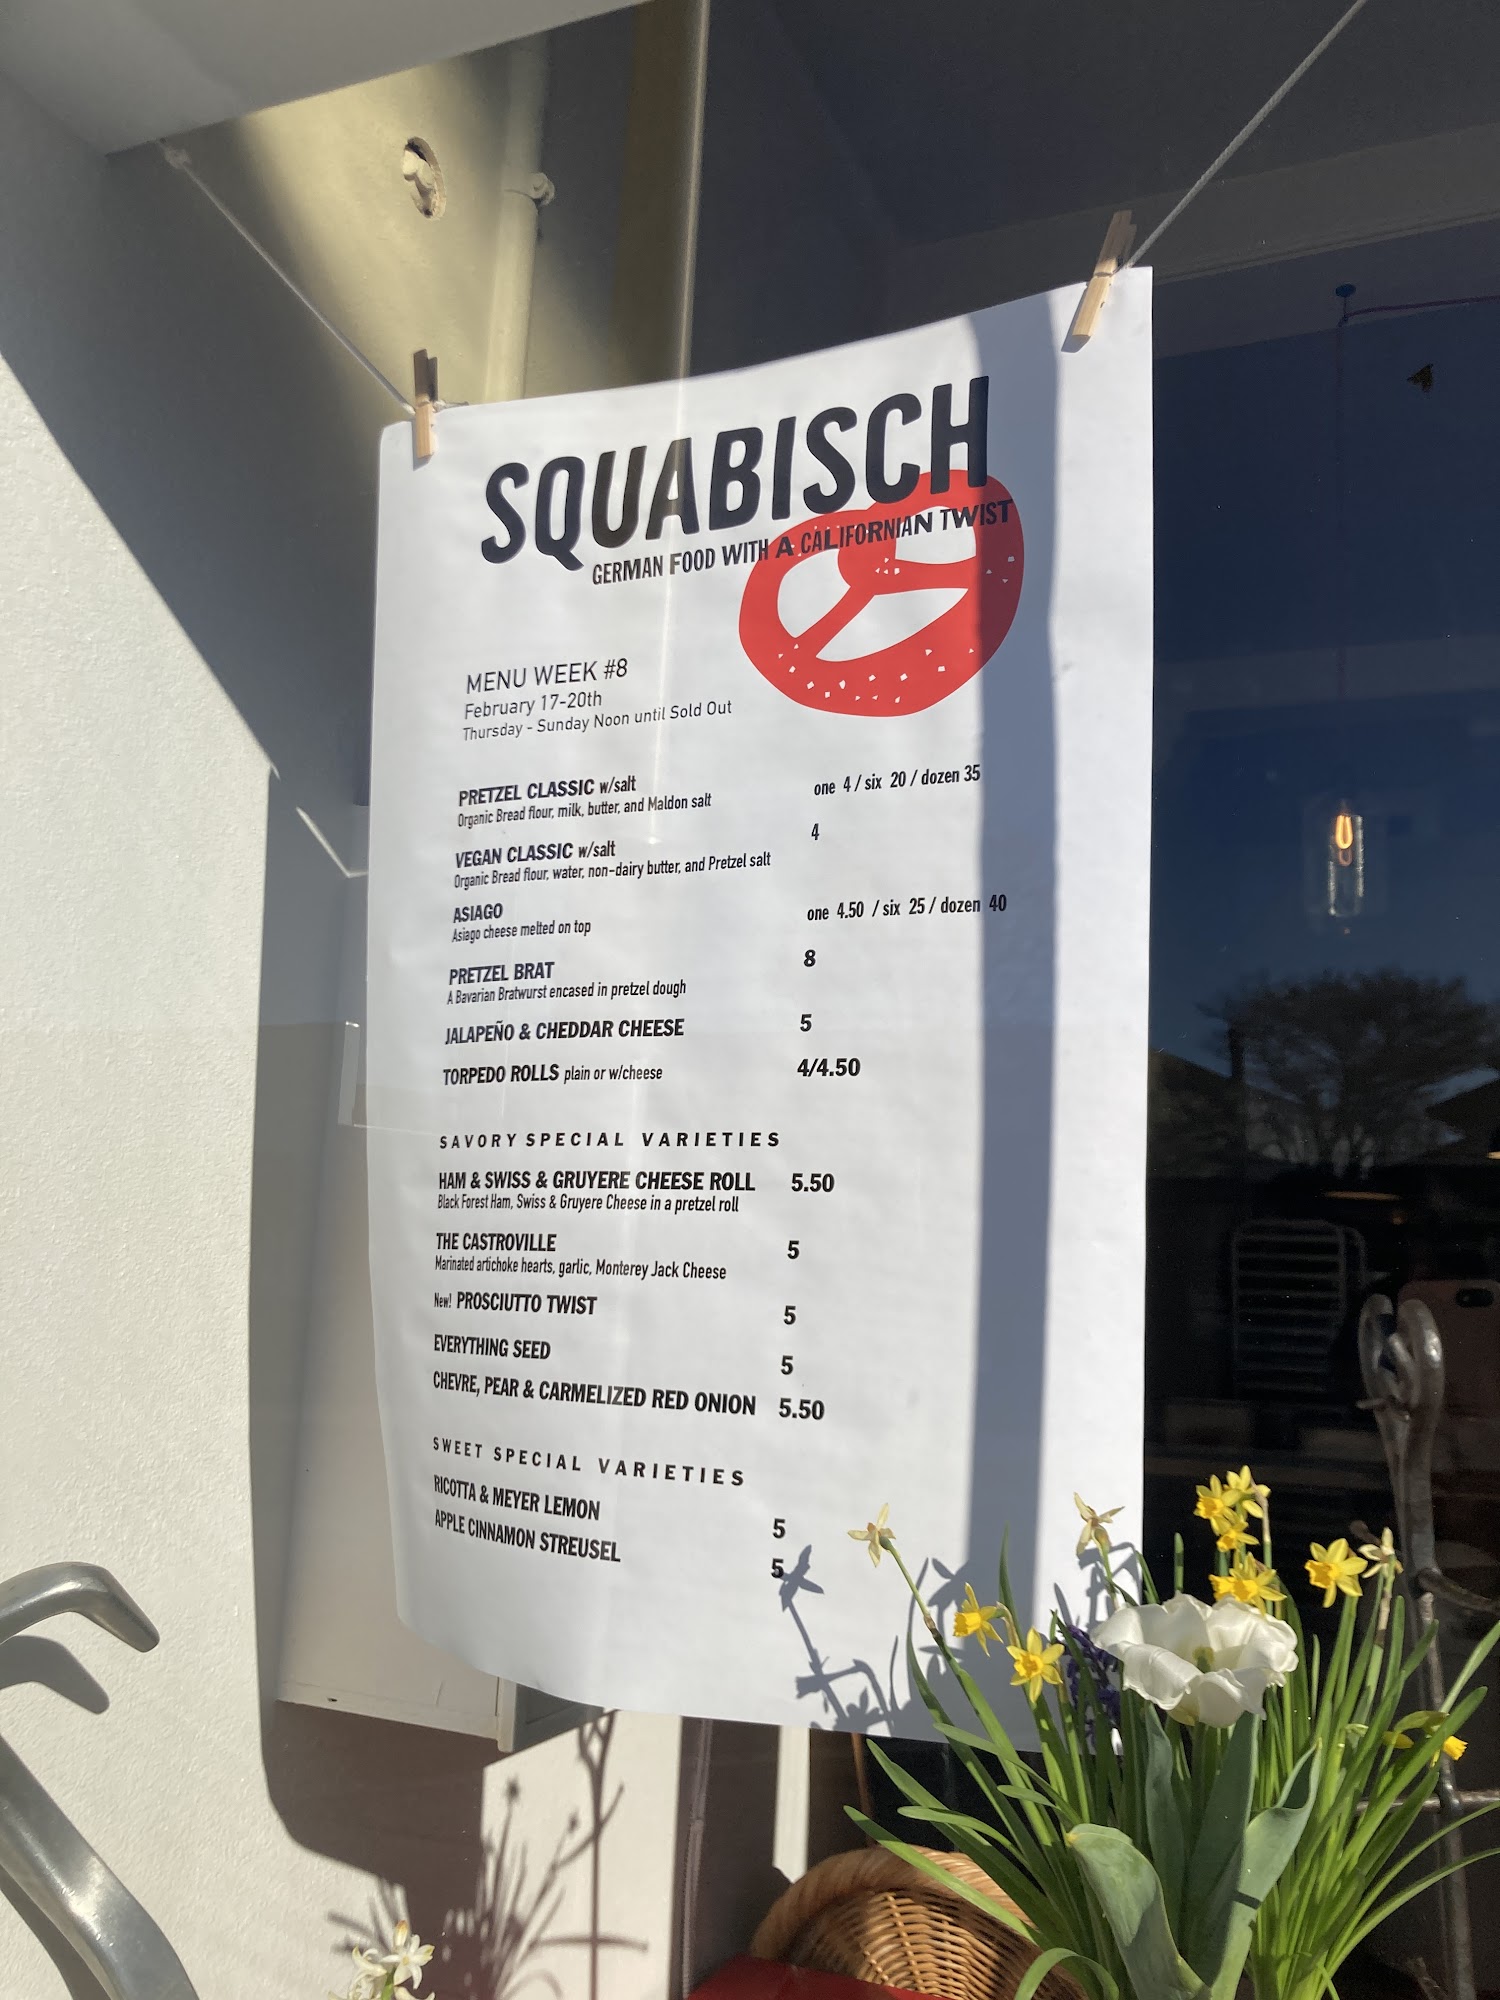 SQUABISCH
GERMAN FOOD WITH A CALIFORNIAN TWIST
MENU WEEK #8
February 17-20th
Thursday - Sunday Noon until Sold Out
PRETZEL CLASSIC w/salt one 4 / six 20 / dozen 35
Organic Bread flour, milk, butter, and Maldon salt
VEGAN CLASSIC w/salt 4
Organic Bread flour, water, non-dairy butter, and Pretzel salt
ASIAGO one 4.50 / six 25 / dozen 40
Asiago cheese melted on top
PRETZEL BRAT 8
A Bavarian Bratwurst encased in pretzel dough
JALAPEÑO & CHEDDAR CHEESE 5
TORPEDO ROLLS plain or w/cheese 4/4.50
SAVORY SPECIAL VARIETIES
HAM & SWISS & GRUYERE CHEESE ROLL 5.50
Black Forest Ham, Swiss & Gruyere Cheese in a pretzel roll
THE CASTROVILLE 5
Marinated artichoke hearts, garlic, Monterey Jack Cheese
New! PROSCIUTTO TWIST 5
EVERYTHING SEED 5
CHEVRE, PEAR & CARMELIZED RED ONION 5.50
SWEET SPECIAL VARIETIES
RICOTTA & MEYER LEMON 5
APPLE CINNAMON STREUSEL 5